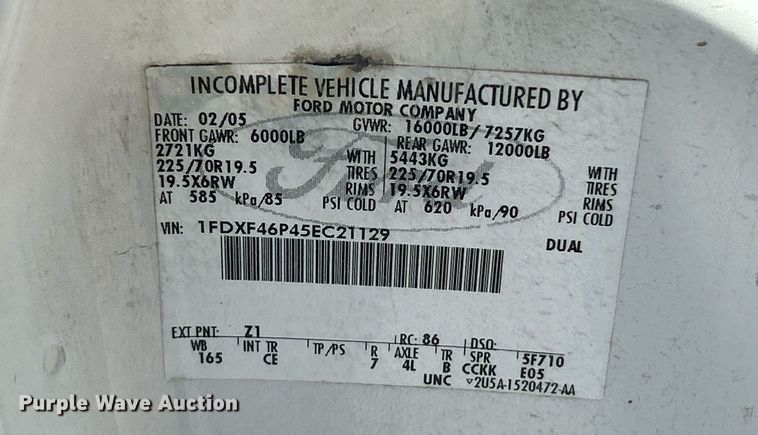 INCOMPLETE VEHICLE MANUFACTURED BY
FORD MOTOR COMPANY
DATE: 02/05 GVWR: 16000LB/7257KG
FRONT GAWR: 6000LB REAR GAWR: 12000LB
2721KG WITH 5443KG WITH
225/70R19.5 TIRES 225/70R19.5 TIRES
19.5X6RW RIMS 19.5X6RW RIMS
AT 585 kPa/85 PSI COLD AT 620 kPa/90 PSI COLD
VIN: 1FDXF46P45EC21129 DUAL
EXT PNT: Z1 RC: 86 DSO:
WB INT TR TP/PS R AXLE TR SPR 5F710
165 CE 7 4L B CCKK E05
UNC 2U5A-1520472-AA
Purple Wave Auction